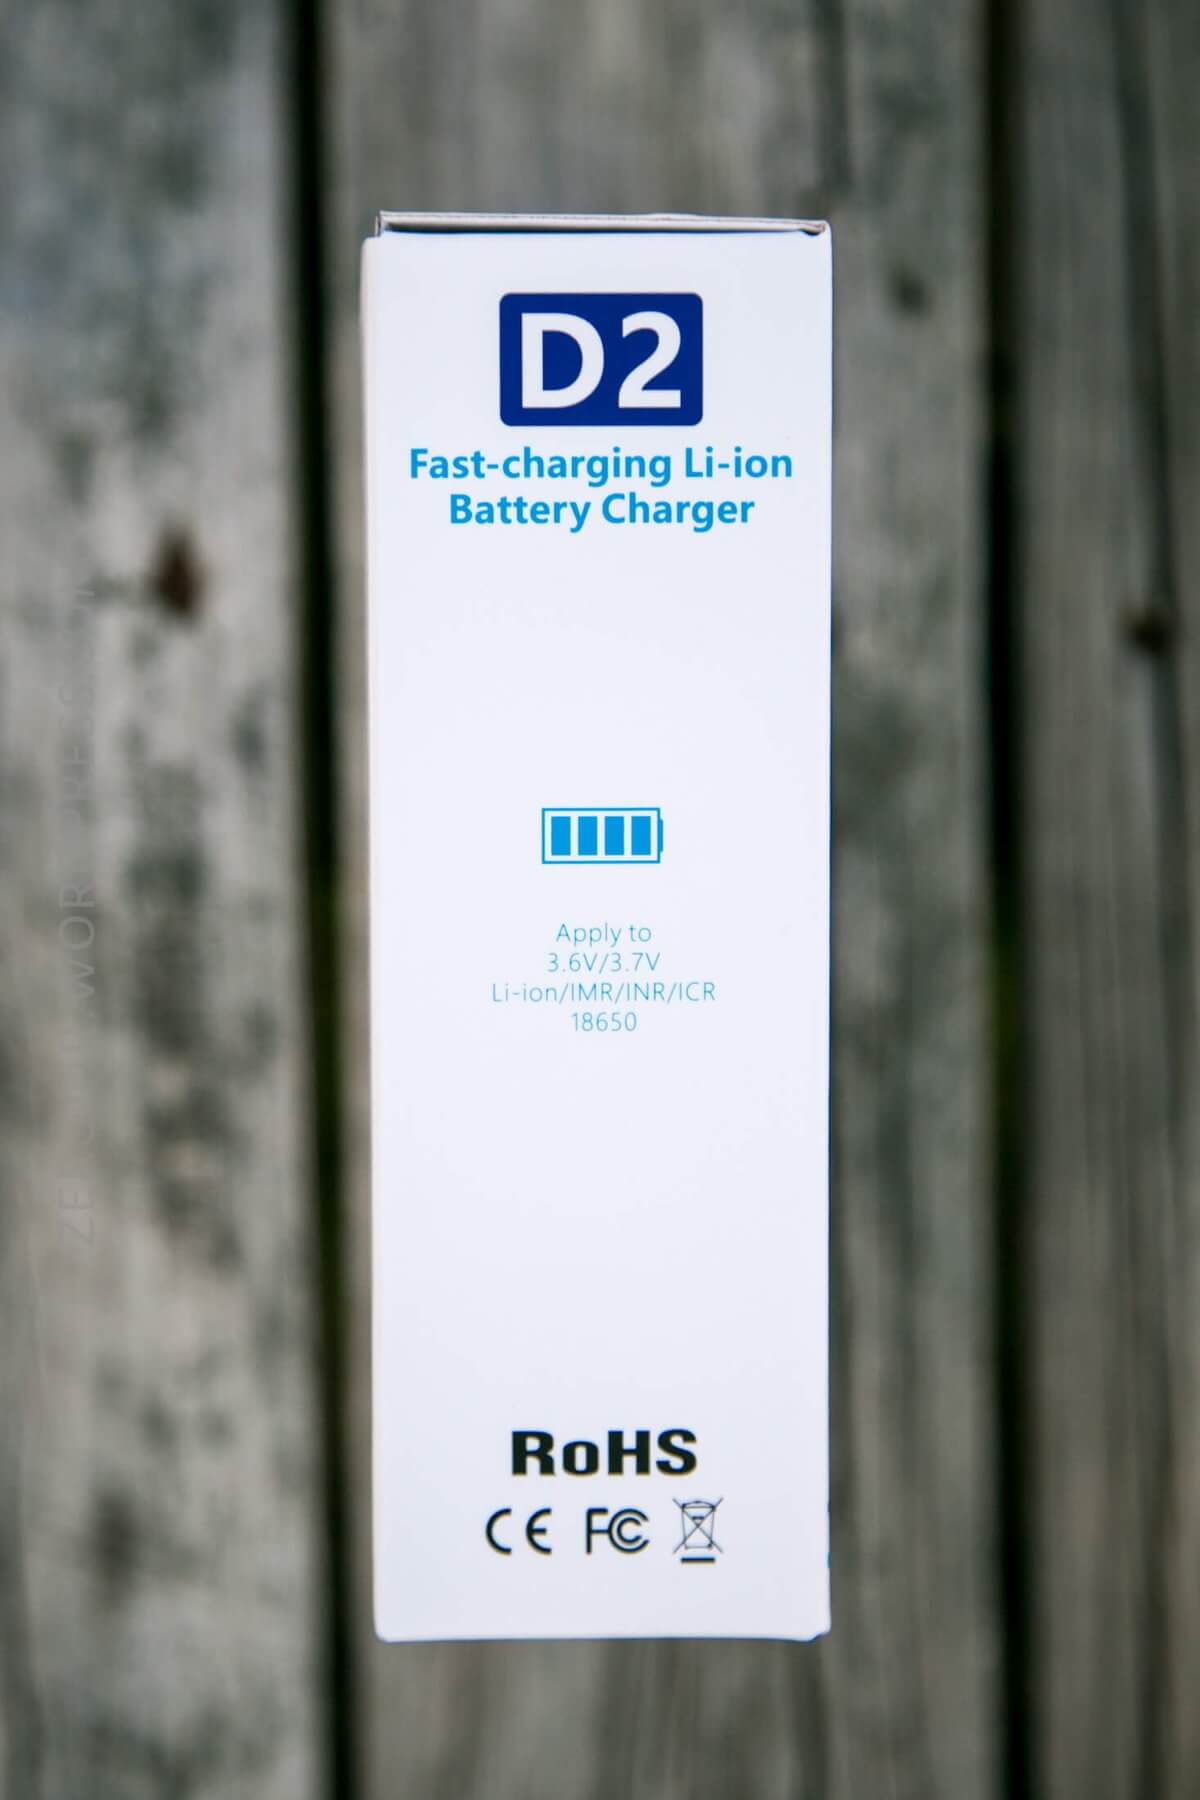 D2
Fast-charging Li-ion
Battery Charger
Apply to
3.6V/3.7V
Li-ion/IMR/INR/ICR
18650
RoHS
CE FC